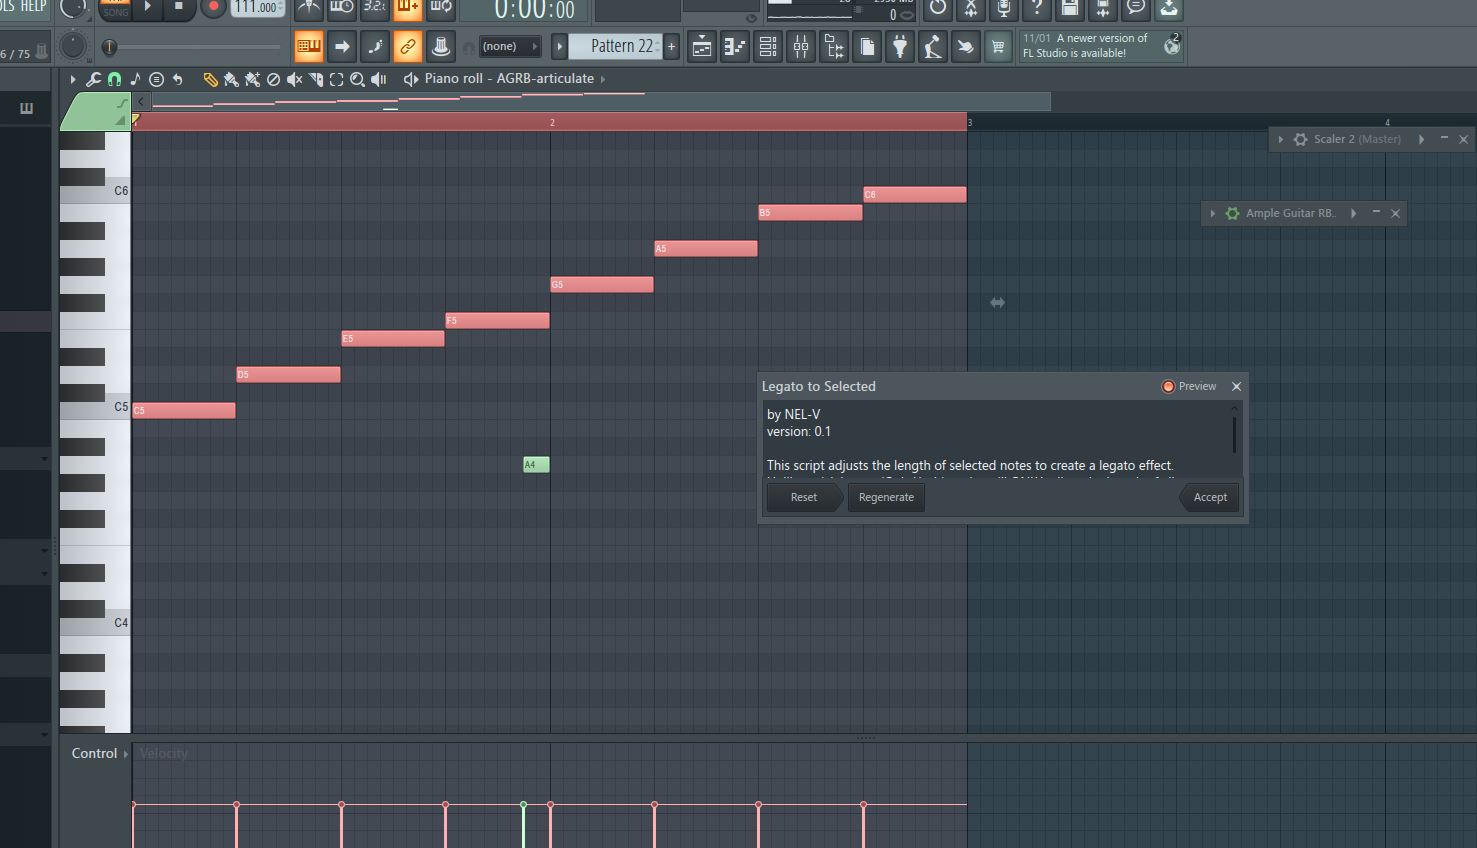 OLS HELP
SONG
111.000
3.2.
0:00:00
0
6 / 75
(none)
Pattern 22
+
11/01 A newer version of
FL Studio is available!
2
Piano roll - AGRB-articulate
2
3
4
Scaler 2 (Master)
C6
C6
B5
Ample Guitar RB..
A5
G5
F5
E5
D5
C5
C5
Legato to Selected
Preview
by NEL-V
version: 0.1
This script adjusts the length of selected notes to create a legato effect.
A4
Reset
Regenerate
Accept
C4
Control
Velocity